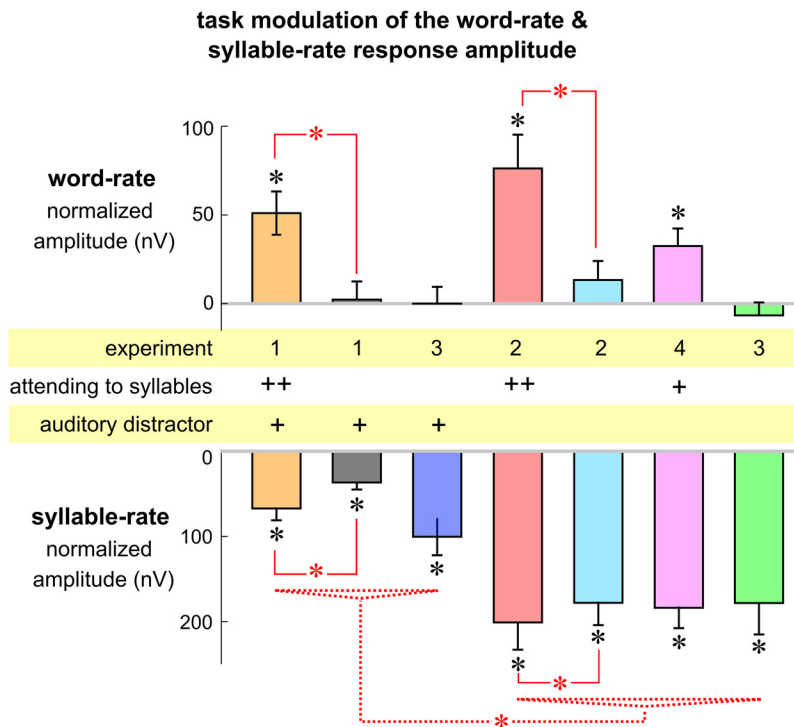 task modulation of the word-rate &
syllable-rate response amplitude
*
*
*
100
word-rate
*
*
normalized
50
amplitude (nV)
0
experiment 1 1 3 2 2 4 3
attending to syllables ++ ++ +
auditory distractor + + +
0
syllable-rate
*
*
normalized
100
amplitude (nV)
*
*
200
*
*
*
*
*
*